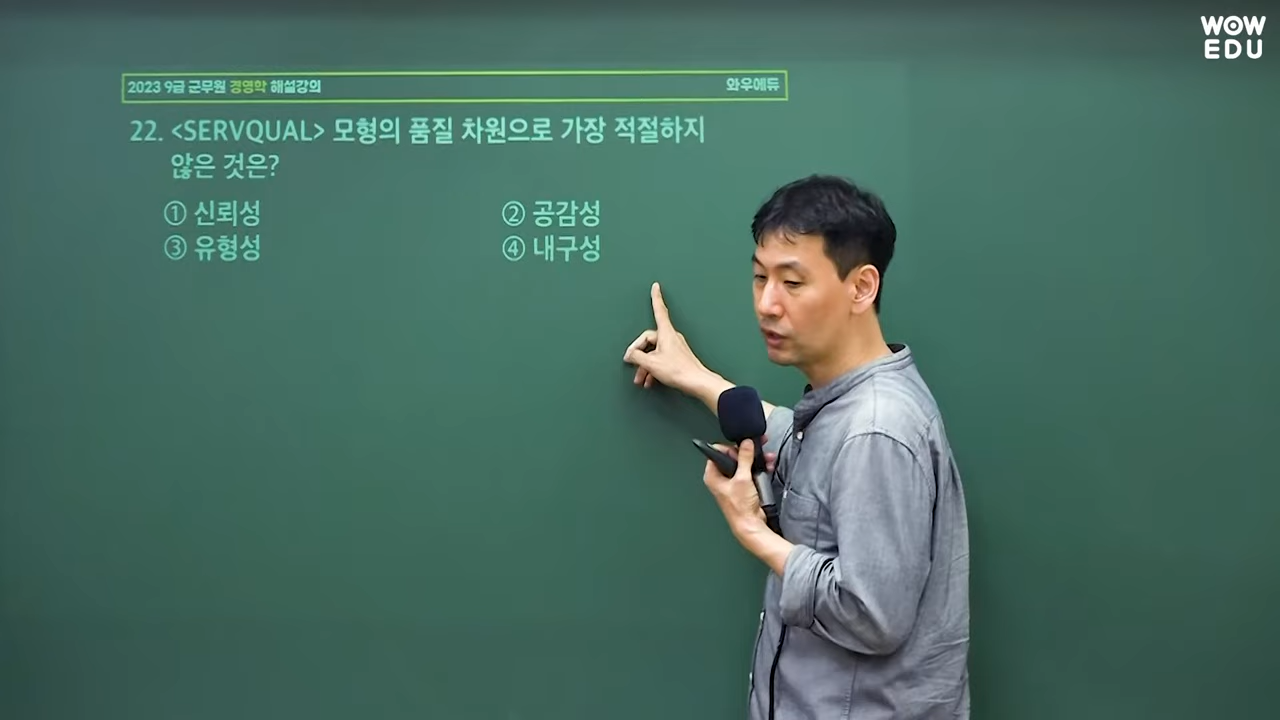 WOW
EDU
2023 9급 군무원 경영학 해설강의 와우에듀
22. <SERVQUAL> 모형의 품질 차원으로 가장 적절하지
않은 것은?
① 신뢰성 ② 공감성
③ 유형성 ④ 내구성